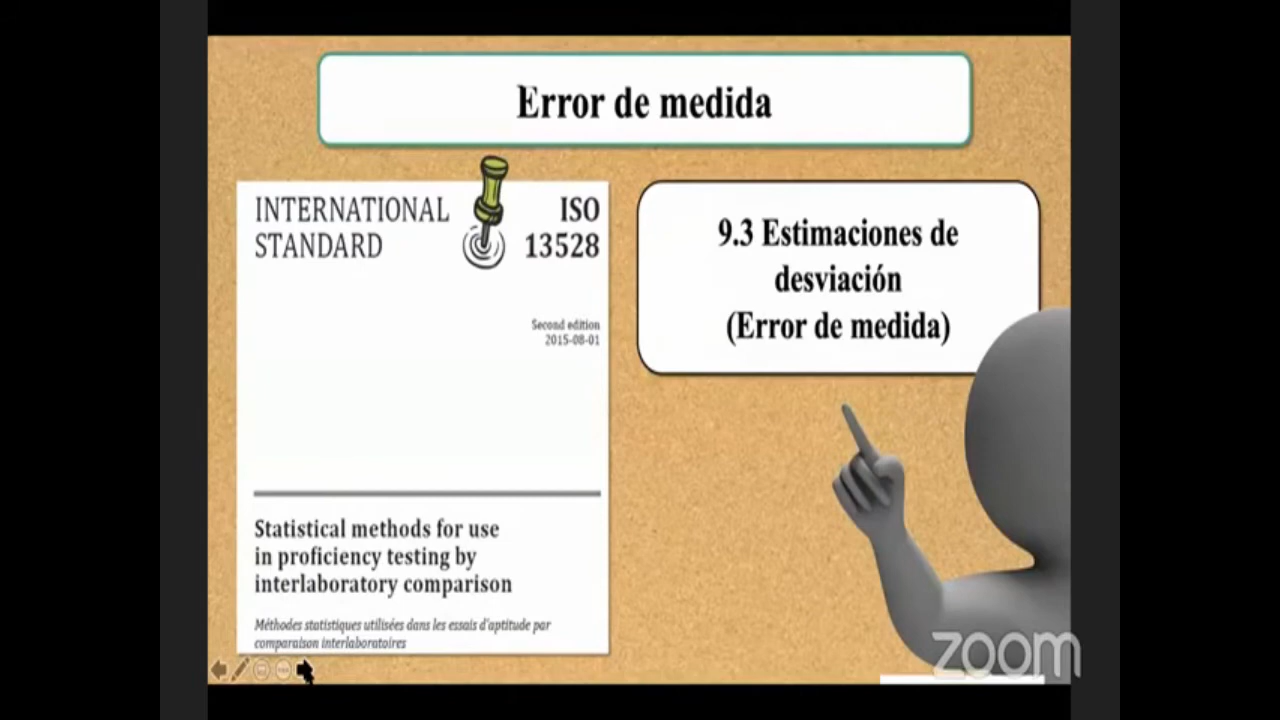 Error de medida
INTERNATIONAL
STANDARD
ISO
13528
Second edition
2015-08-01
Statistical methods for use
in proficiency testing by
interlaboratory comparison
Méthodes statistiques utilisées dans les essais d'aptitude par
comparaison interlaboratoires
9.3 Estimaciones de
desviación
(Error de medida)
zoom